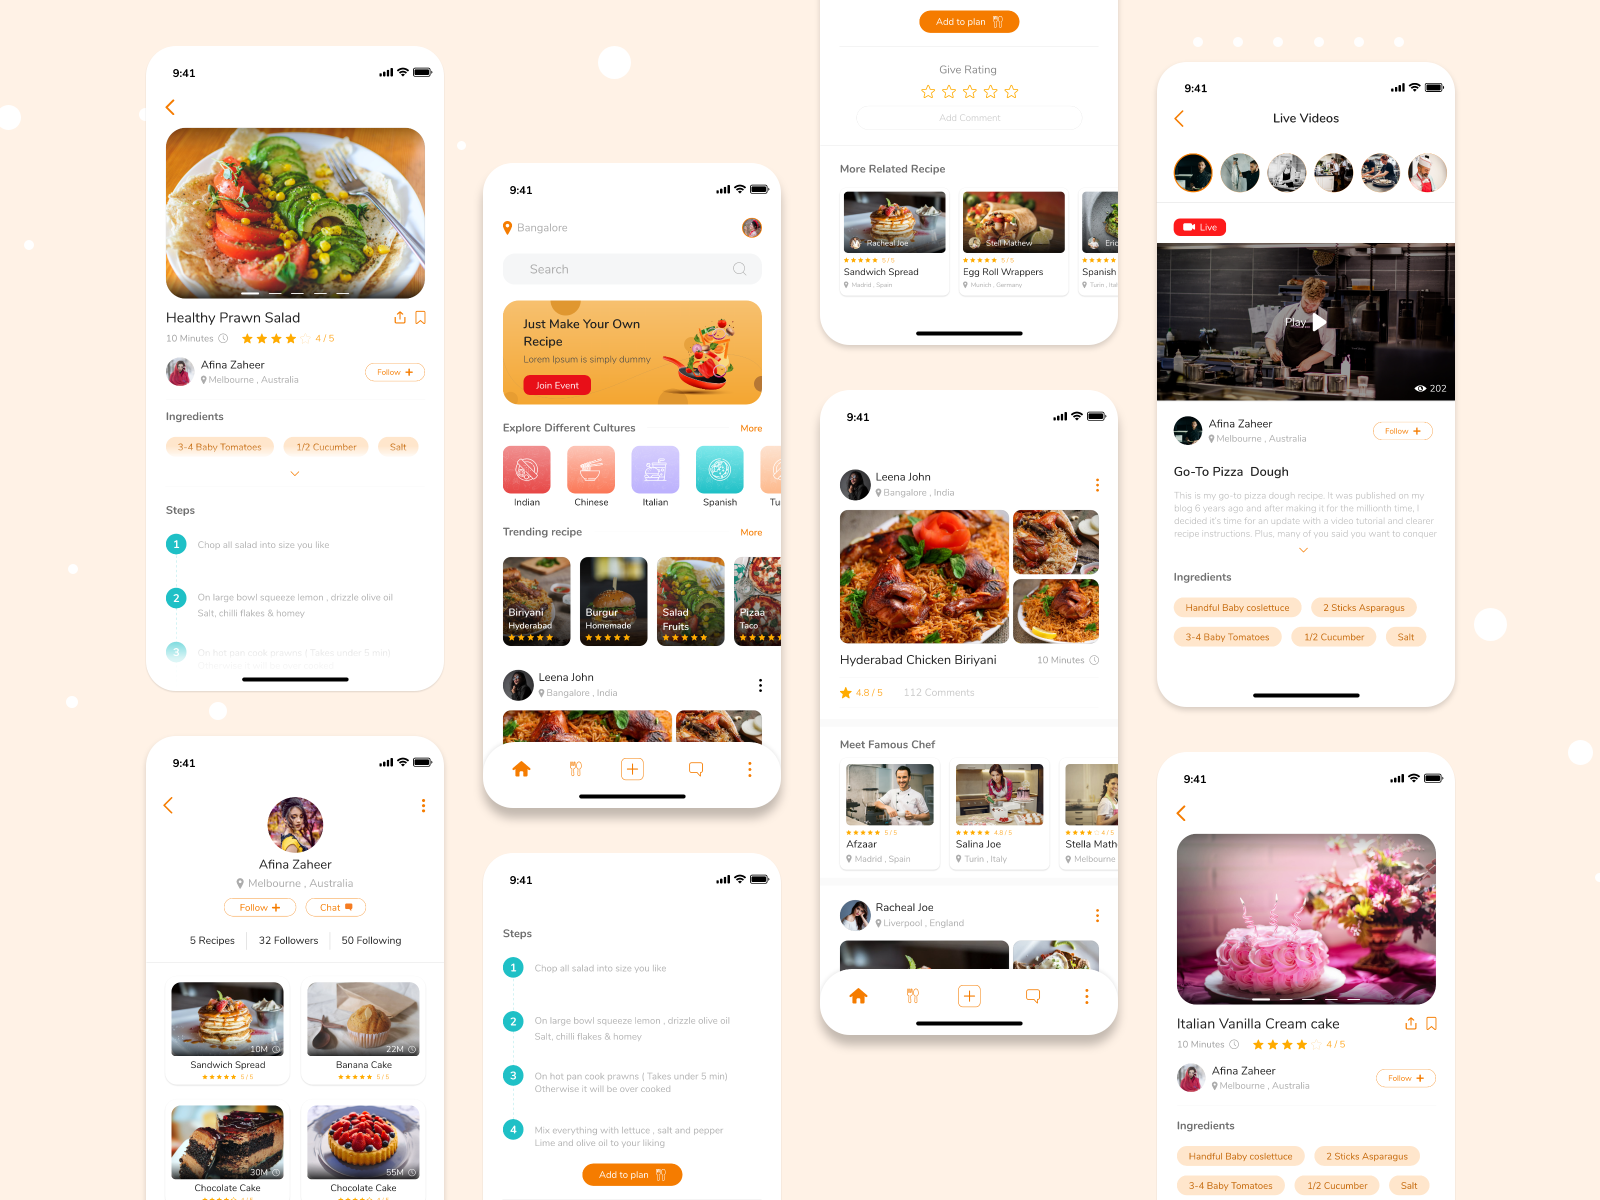 9:41
Healthy Prawn Salad
10 Minutes
4 / 5
Afina Zaheer
Melbourne , Australia
Follow
Ingredients
3-4 Baby Tomatoes
1/2 Cucumber
Salt
Steps
1
Chop all salad into size you like
2
On large bowl squeeze lemon , drizzle olive oil
Salt, chilli flakes & homey
3
On hot pan cook prawns ( Takes under 5 min)
Otherwise it will be over cooked
9:41
Afina Zaheer
Melbourne , Australia
Follow
Chat
5 Recipes
32 Followers
50 Following
10M
Sandwich Spread
5 / 5
22M
Banana Cake
5 / 5
30M
Chocolate Cake
55M
Chocolate Cake
9:41
Bangalore
Search
Just Make Your Own
Recipe
Lorem Ipsum is simply dummy
Join Event
Explore Different Cultures
More
Indian
Chinese
Italian
Spanish
Tu
Trending recipe
More
Biriyani
Hyderabad
Burgur
Homemade
Salad
Fruits
Pizaa
Taco
Leena John
Bangalore , India
9:41
Steps
1
Chop all salad into size you like
2
On large bowl squeeze lemon , drizzle olive oil
Salt, chilli flakes & homey
3
On hot pan cook prawns ( Takes under 5 min)
Otherwise it will be over cooked
4
Mix everything with lettuce , salt and pepper
Lime and olive oil to your liking
Add to plan
Add to plan
Give Rating
Add Comment
More Related Recipe
Racheal Joe
5 / 5
Sandwich Spread
Madrid , Spain
Stell Mathew
5 / 5
Egg Roll Wrappers
Munich , Germany
Eric
Spanish
Turin , Ital
9:41
Leena John
Bangalore , India
Hyderabad Chicken Biriyani
10 Minutes
4.8 / 5
112 Comments
Meet Famous Chef
5 / 5
Afzaar
Madrid , Spain
4.8 / 5
Salina Joe
Turin , Italy
4 / 5
Stella Math
Melbourne
Racheal Joe
Liverpool , England
9:41
Live Videos
Live
Play
202
Afina Zaheer
Melbourne , Australia
Follow
Go-To Pizza Dough
This is my go-to pizza dough recipe. It was published on my
blog 6 years ago and after making it for the millionth time, I
decided it's time for an update with a video tutorial and clearer
recipe instructions. Plus, many of you said you want to conquer
Ingredients
Handful Baby coslettuce
2 Sticks Asparagus
3-4 Baby Tomatoes
1/2 Cucumber
Salt
9:41
Italian Vanilla Cream cake
10 Minutes
4 / 5
Afina Zaheer
Melbourne , Australia
Follow
Ingredients
Handful Baby coslettuce
2 Sticks Asparagus
3-4 Baby Tomatoes
1/2 Cucumber
Salt